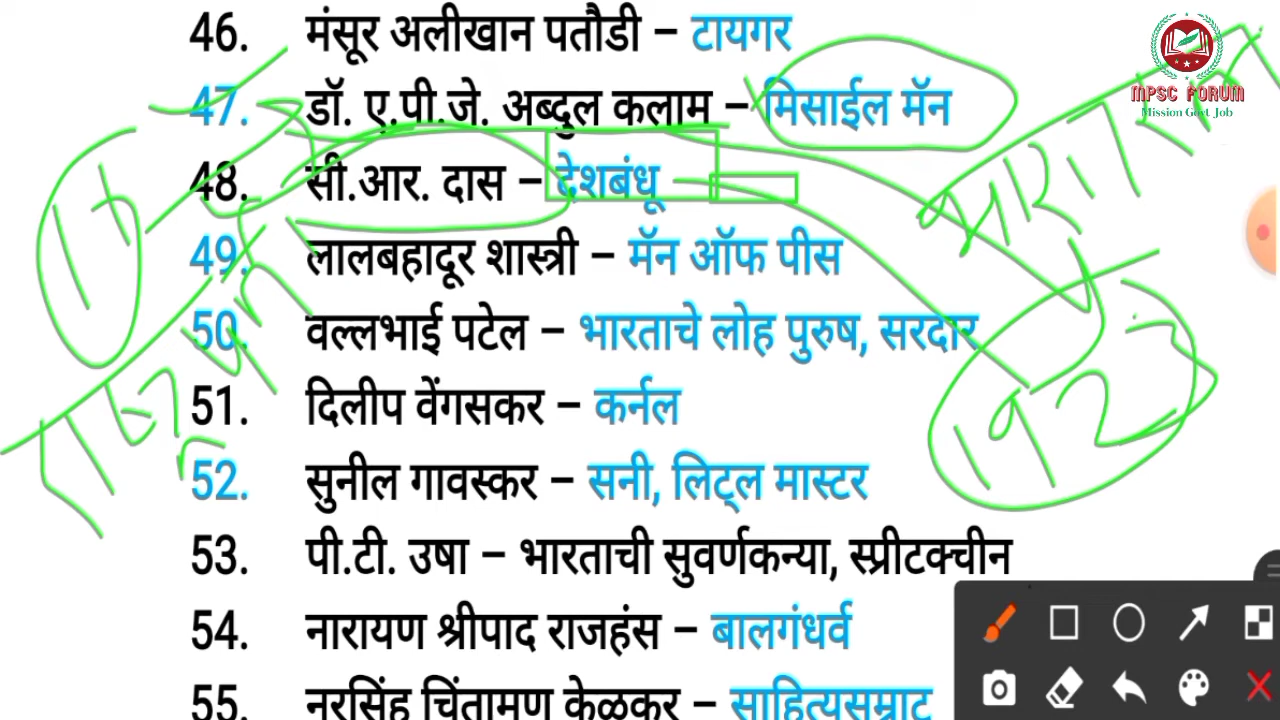 46. मंसूर अलीखान पतौडी – टायगर
MPSC FORUM
Mission Govt Job
47. डॉ. ए.पी.जे. अब्दुल कलाम – मिसाईल मॅन
48. सी.आर. दास – देशबंधू
49. लालबहादूर शास्त्री – मॅन ऑफ पीस
50. वल्लभाई पटेल – भारताचे लोह पुरुष, सरदार
51. दिलीप वेंगसकर – कर्नल
1923
52. सुनील गावस्कर – सनी, लिट्ल मास्टर
53. पी.टी. उषा – भारताची सुवर्णकन्या, स्प्रीटक्चीन
54. नारायण श्रीपाद राजहंस – बालगंधर्व
55. नरसिंह चिंतामण केळकर – साहित्यसम्राट